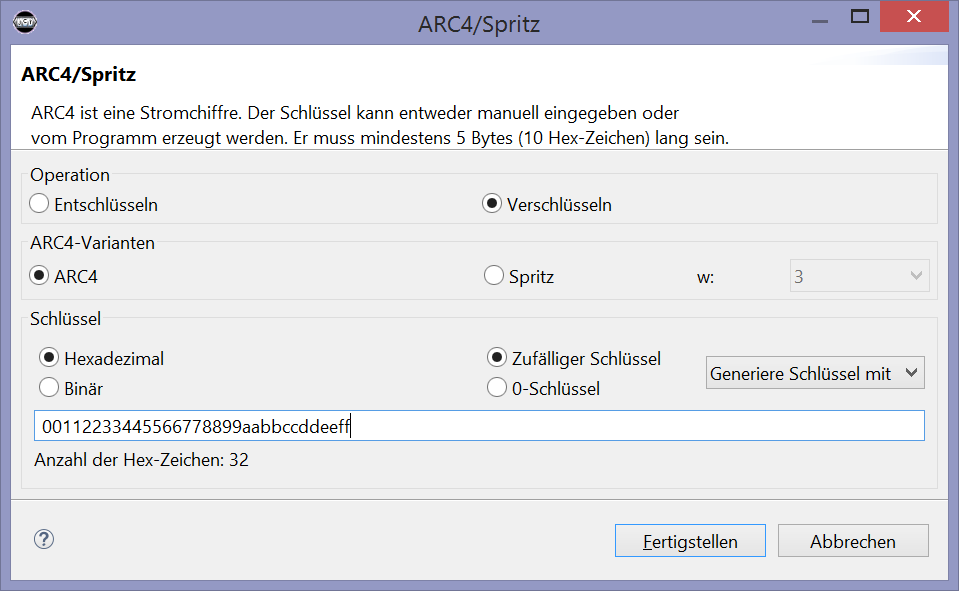 ARC4/Spritz
ARC4/Spritz
ARC4 ist eine Stromchiffre. Der Schlüssel kann entweder manuell eingegeben oder
vom Programm erzeugt werden. Er muss mindestens 5 Bytes (10 Hex-Zeichen) lang sein.
Operation
Entschlüsseln Verschlüsseln
ARC4-Varianten
ARC4 Spritz w: 3
Schlüssel
Hexadezimal Zufälliger Schlüssel
Generiere Schlüssel mit
Binär 0-Schlüssel
00112233445566778899aabbccddeeff
Anzahl der Hex-Zeichen: 32
? Fertigstellen Abbrechen